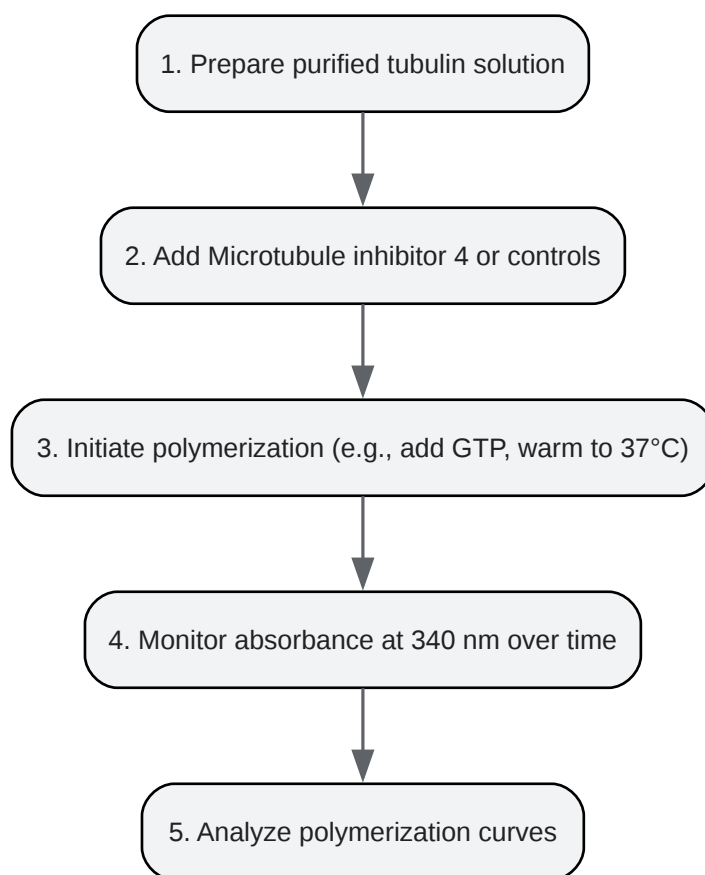 1. Prepare purified tubulin solution
2. Add Microtubule inhibitor 4 or controls
3. Initiate polymerization (e.g., add GTP, warm to 37°C)
4. Monitor absorbance at 340 nm over time
5. Analyze polymerization curves